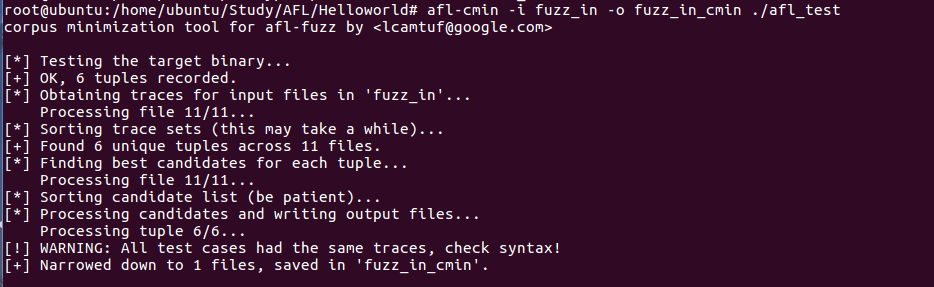 root@ubuntu:/home/ubuntu/Study/AFL/Helloworld# afl-cmin -i fuzz_in -o fuzz_in_cmin ./afl_test
corpus minimization tool for afl-fuzz by <lcamtuf@google.com>
[*] Testing the target binary...
[+] OK, 6 tuples recorded.
[*] Obtaining traces for input files in 'fuzz_in'...
    Processing file 11/11...
[*] Sorting trace sets (this may take a while)...
[+] Found 6 unique tuples across 11 files.
[*] Finding best candidates for each tuple...
    Processing file 11/11...
[*] Sorting candidate list (be patient)...
[*] Processing candidates and writing output files...
    Processing tuple 6/6...
[!] WARNING: All test cases had the same traces, check syntax!
[+] Narrowed down to 1 files, saved in 'fuzz_in_cmin'.